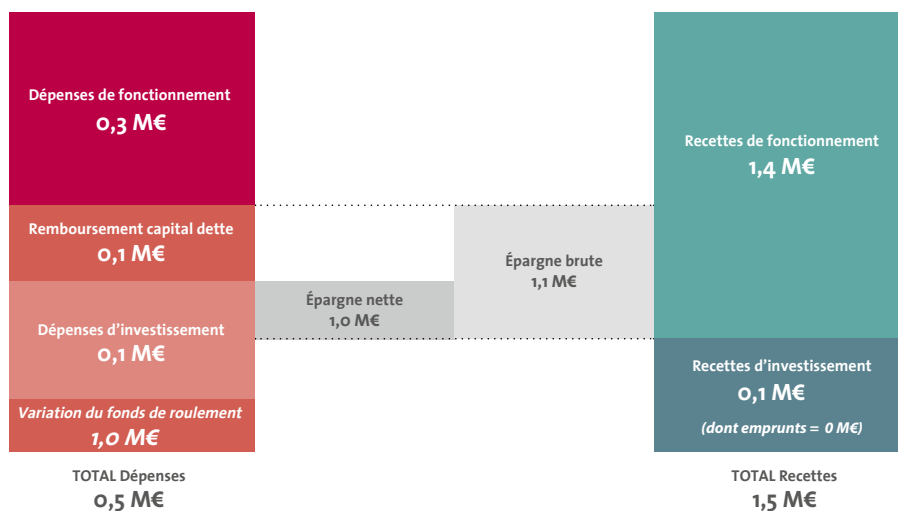 Dépenses de fonctionnement
0,3 M€
Remboursement capital dette
0,1 M€
Dépenses d’investissement
0,1 M€
Variation du fonds de roulement
1,0 M€
TOTAL Dépenses
0,5 M€
Épargne nette
1,0 M€
Épargne brute
1,1 M€
Recettes de fonctionnement
1,4 M€
Recettes d’investissement
0,1 M€
(dont emprunts = 0 M€)
TOTAL Recettes
1,5 M€